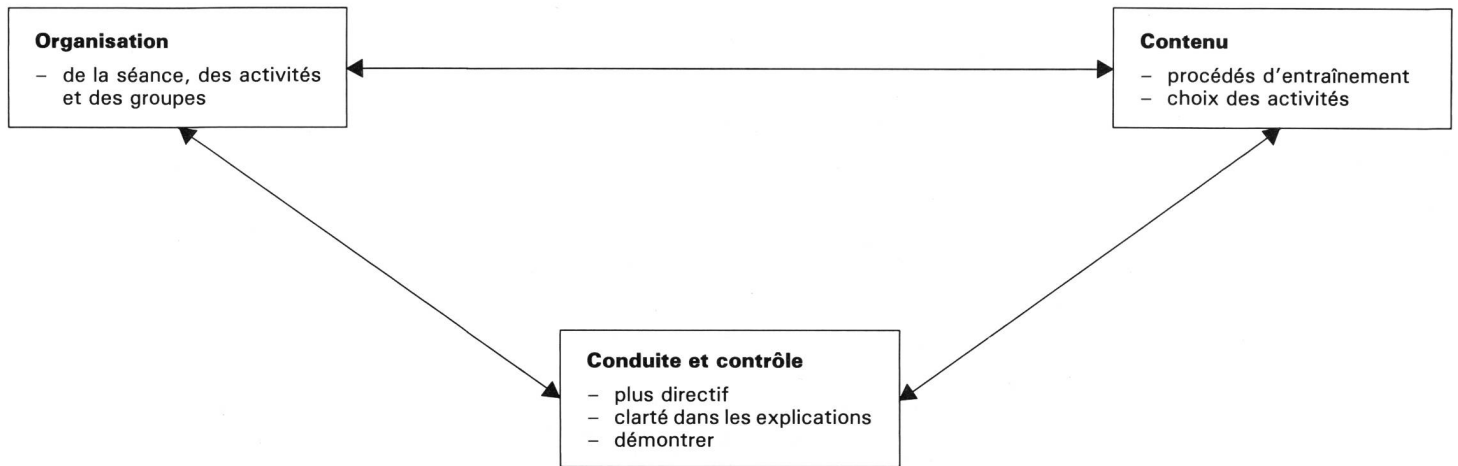 Organisation
– de la séance, des activités
et des groupes
Contenu
– procédés d'entraînement
– choix des activités
Conduite et contrôle
– plus directif
– clarté dans les explications
– démontrer